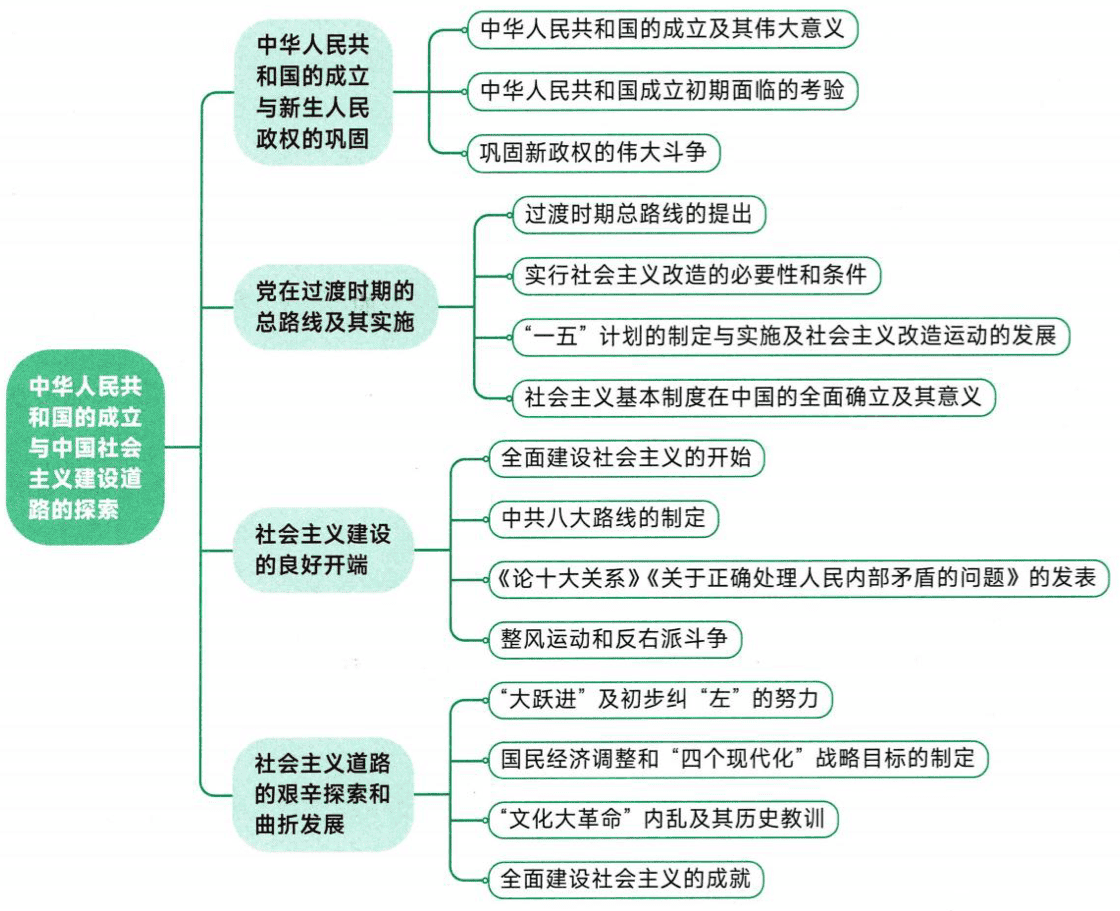 中华人民共
和国的成立
与中国社会
主义建设道
路的探索
中华人民共
和国的成立
与新生人民
政权的巩固
中华人民共和国的成立及其伟大意义
中华人民共和国成立初期面临的考验
巩固新政权的伟大斗争
党在过渡时期的
总路线及其实施
过渡时期总路线的提出
实行社会主义改造的必要性和条件
“一五”计划的制定与实施及社会主义改造运动的发展
社会主义基本制度在中国的全面确立及其意义
社会主义建设
的良好开端
全面建设社会主义的开始
中共八大路线的制定
《论十大关系》《关于正确处理人民内部矛盾的问题》的发表
整风运动和反右派斗争
社会主义道路
的艰辛探索和
曲折发展
“大跃进”及初步纠“左”的努力
国民经济调整和“四个现代化”战略目标的制定
“文化大革命”内乱及其历史教训
全面建设社会主义的成就